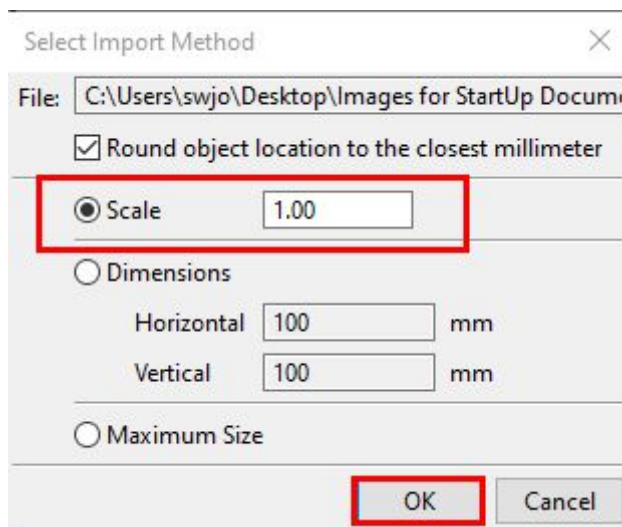 Select Import Method
File: C:\Users\swjo\Desktop\Images for StartUp Docum
Round object location to the closest millimeter
Scale 1.00
Dimensions
Horizontal 100 mm
Vertical 100 mm
Maximum Size
OK Cancel